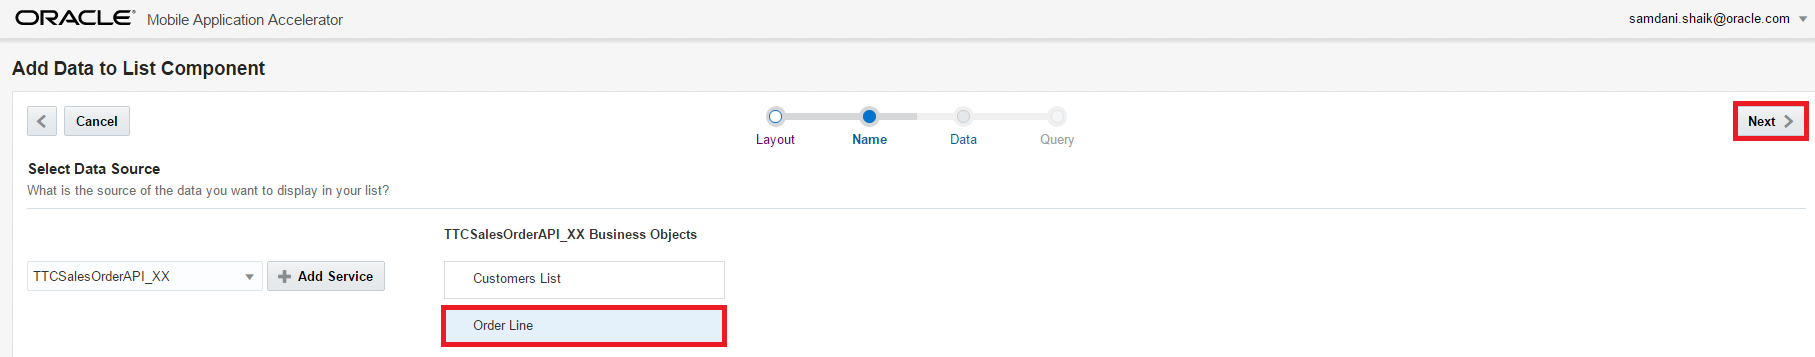 ORACLE® Mobile Application Accelerator
samdani.shaik@oracle.com
Add Data to List Component
Cancel
Layout Name Data Query
Next
Select Data Source
What is the source of the data you want to display in your list?
TTCSalesOrderAPI_XX Business Objects
TTCSalesOrderAPI_XX
Add Service
Customers List
Order Line